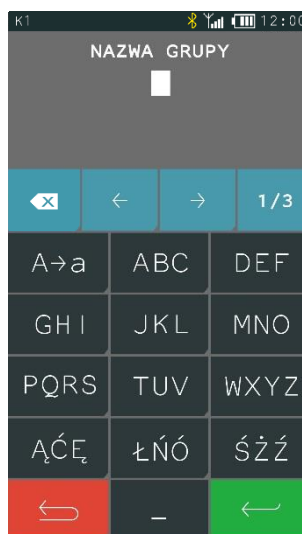 K1 12:00
NAZWA GRUPY
1/3
A→a ABC DEF
GHI JKL MNO
PQRS TUV WXYZ
ĄĆĘ ŁŃÓ ŚŻŹ
_